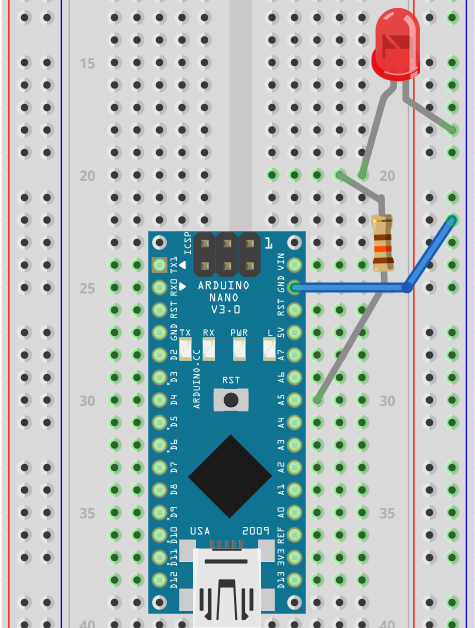 15
20
20
25
30
30
35
35
40
40
ICSP
1
TX1
RX0
RST
GND
D2
D3
D4
D5
D6
D7
D8
D9
D10
D11
D12
VIN
GND
RST
5V
A7
A6
A5
A4
A3
A2
A1
A0
REF
3V3
D13
ARDUINO
NANO
V3.0
TX RX PWR L
ARDUINO.CC
RST
USA 2009